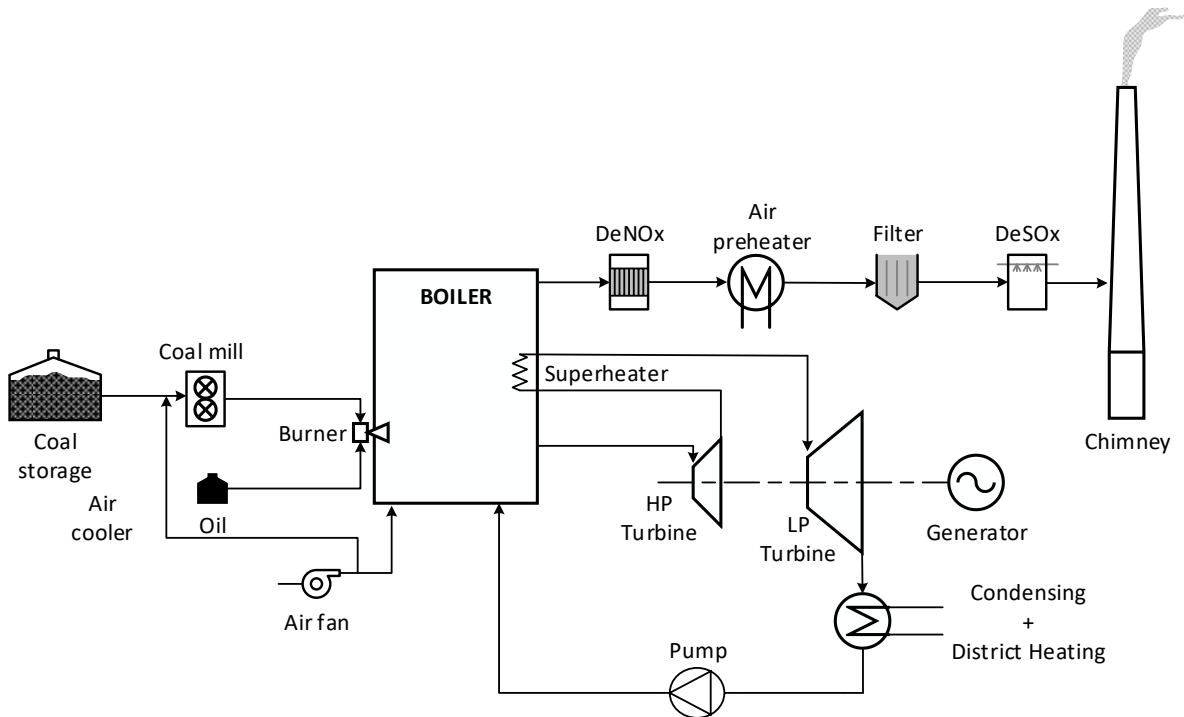 DeNOx
Air
preheater
Filter
DeSOx
BOILER
Coal mill
Superheater
Burner
Coal
storage
Chimney
Air
cooler
Oil
HP
Turbine
LP
Turbine
Generator
Air fan
Condensing
+
District Heating
Pump